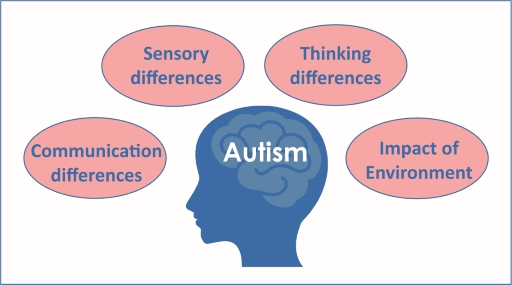 Sensory
differences
Thinking
differences
Communication
differences
Autism
Impact of
Environment